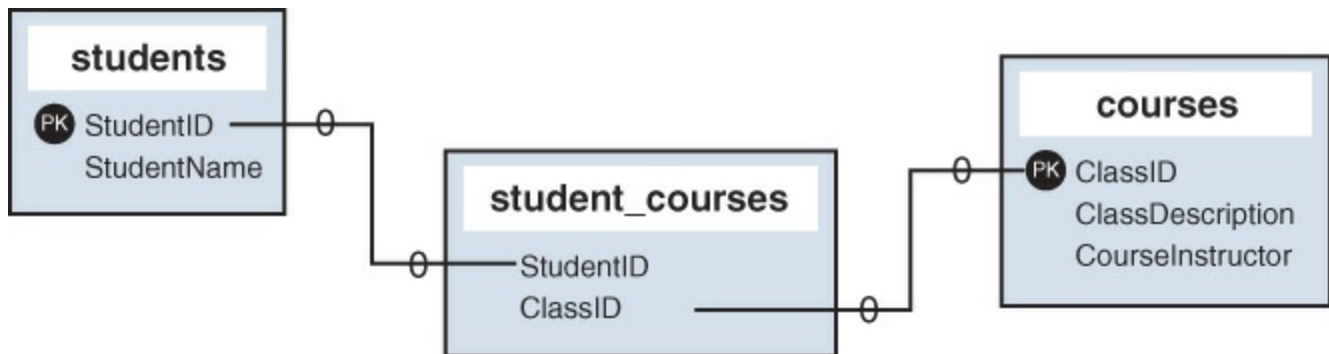 students
PK StudentID
StudentName
student_courses
StudentID
ClassID
courses
PK ClassID
ClassDescription
CourseInstructor